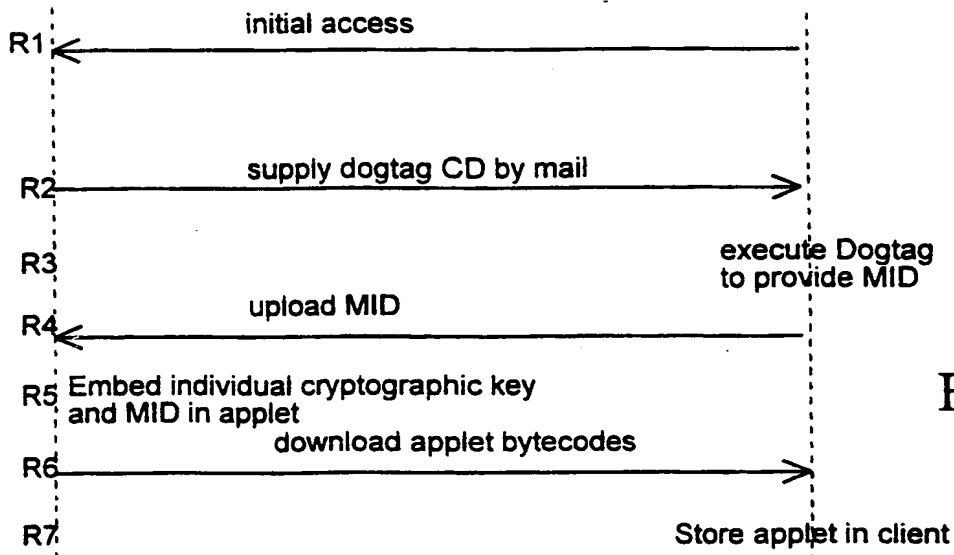 initial access
R1
supply dogtag CD by mail
R2
R3
execute Dogtag
to provide MID
upload MID
R4
R5 Embed individual cryptographic key
and MID in applet
download applet bytecodes
R6
R7
Store applet in client